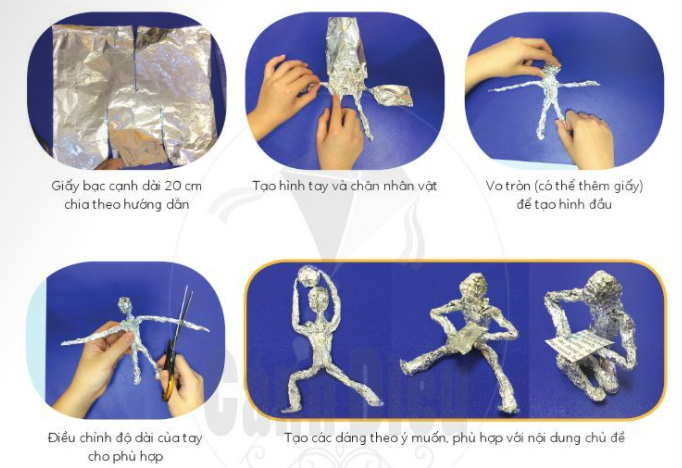 Giấy bạc cạnh dài 20 cm
chia theo hướng dẫn
Tạo hình tay và chân nhân vật
Vo tròn (có thể thêm giấy)
để tạo hình đầu
Điều chỉnh độ dài của tay
cho phù hợp
Tạo các dáng theo ý muốn, phù hợp với nội dung chủ đề
Cánh Diều